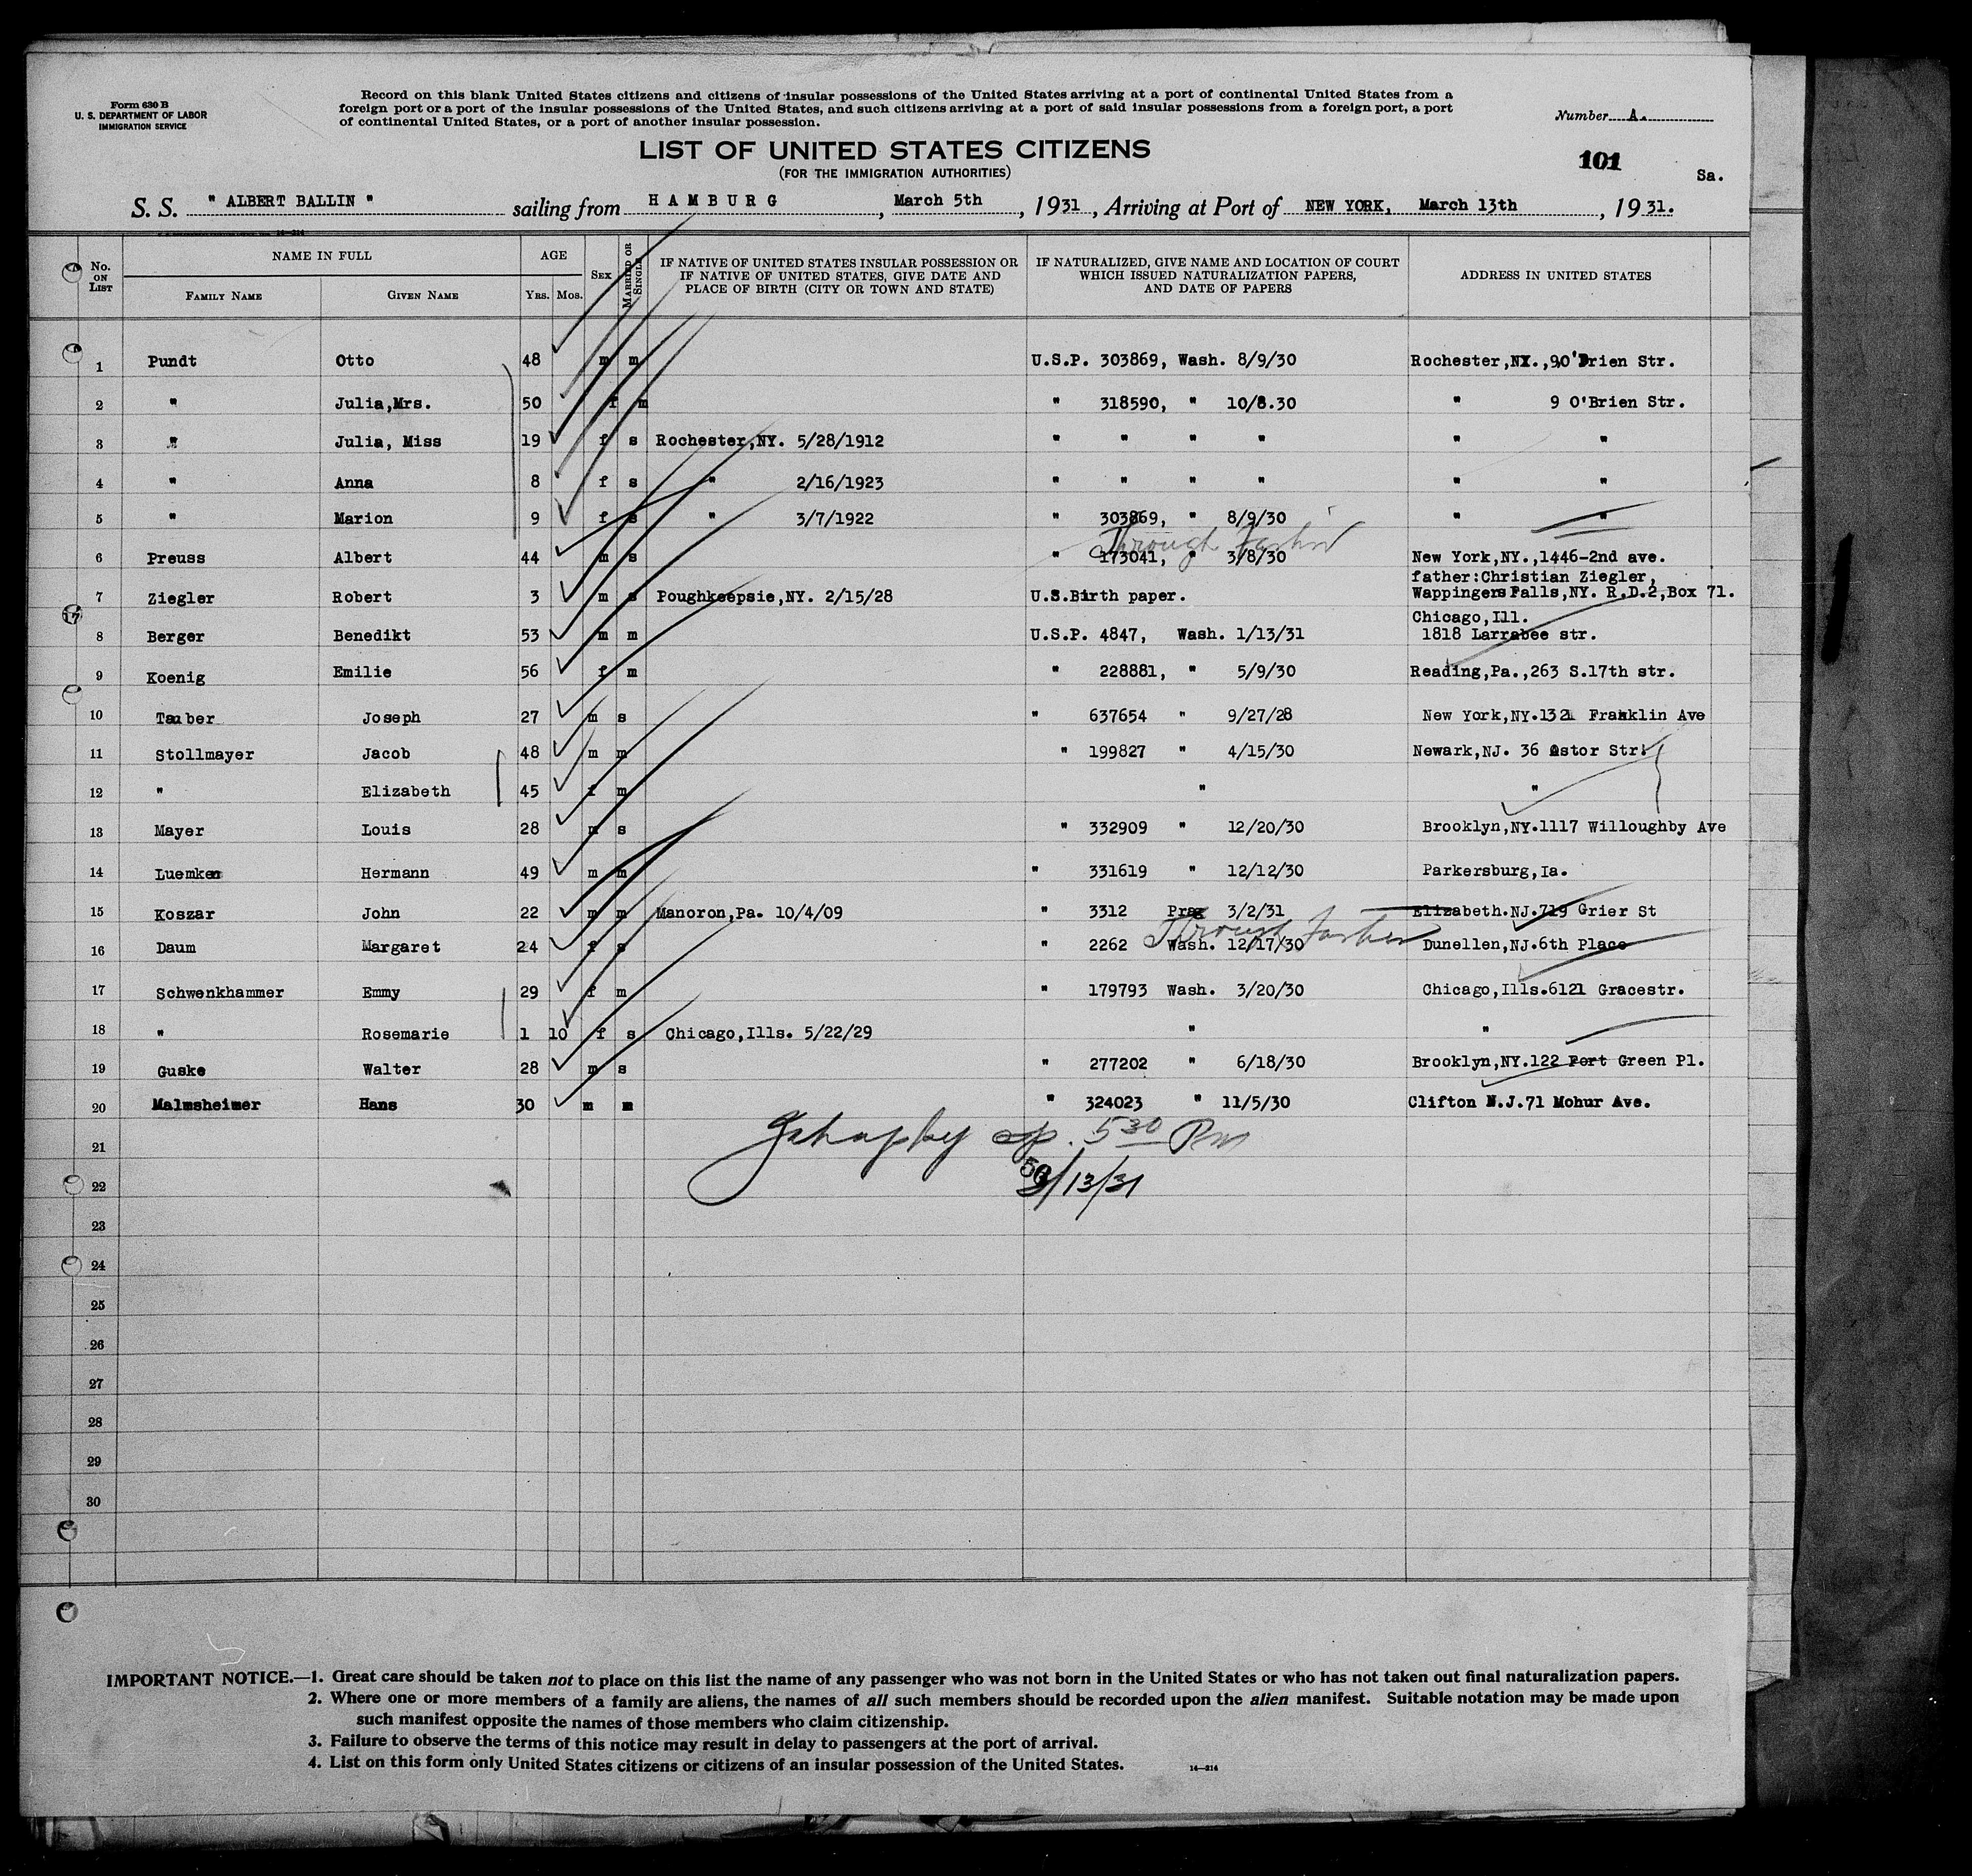 Form 630 B
U. S. DEPARTMENT OF LABOR
IMMIGRATION SERVICE
Record on this blank United States citizens and citizens of insular possessions of the United States arriving at a port of continental United States from a
foreign port or a port of the insular possessions of the United States, and such citizens arriving at a port of said insular possessions from a foreign port, a port
of continental United States, or a port of another insular possession.
Number A.
LIST OF UNITED STATES CITIZENS
(FOR THE IMMIGRATION AUTHORITIES)
101
Sa.
S. S. " ALBERT BALLIN " sailing from HAMBURG, March 5th, 1931, Arriving at Port of NEW YORK, March 13th, 1931.
No. ON LIST
NAME IN FULL
FAMILY NAME GIVEN NAME
AGE
YRS. MOS.
SEX
MARRIED OR SINGLE
IF NATIVE OF UNITED STATES INSULAR POSSESSION OR
IF NATIVE OF UNITED STATES, GIVE DATE AND
PLACE OF BIRTH (CITY OR TOWN AND STATE)
IF NATURALIZED, GIVE NAME AND LOCATION OF COURT
WHICH ISSUED NATURALIZATION PAPERS,
AND DATE OF PAPERS
ADDRESS IN UNITED STATES
1 Pundt Otto 48 m m U.S.P. 303869, Wash. 8/9/30 Rochester,NY.,9 O'Brien Str.
2 " Julia,Mrs. 50 f m " 318590, " 10/8.30 " 9 O'Brien Str.
3 " Julia, Miss 19 f s Rochester,NY. 5/28/1912 " " " " " "
4 " Anna 8 f s " 2/16/1923 " " " " " "
5 " Marion 9 f s " 3/7/1922 " 303869, " 8/9/30 " "
Through
6 Preuss Albert 44 m s " 173041, " 3/8/30 New York,NY.,1446-2nd ave.
father:Christian Ziegler,
7 Ziegler Robert 3 m s Poughkeepsie,NY. 2/15/28 U.S.Birth paper. Wappingers Falls,NY. R.D.2,Box 71.
Chicago,Ill.
8 Berger Benedikt 53 m m U.S.P. 4847, Wash. 1/13/31 1818 Larrabee str.
9 Koenig Emilie 56 f m " 228881, " 5/9/30 Reading,Pa.,263 S.17th str.
10 Tauber Joseph 27 m s " 637654 " 9/27/28 New York,NY.1321 Franklin Ave
11 Stollmayer Jacob 48 m m " 199827 " 4/15/30 Newark,NJ. 36 Astor Str.
12 " Elizabeth 45 f m " "
13 Mayer Louis 28 m s " 332909 " 12/20/30 Brooklyn,NY.1117 Willoughby Ave
14 Luemken Hermann 49 m m " 331619 " 12/12/30 Parkersburg,Ia.
15 Koszar John 22 m m Manoron,Pa. 10/4/09 " 3312 Prag 3/2/31 Elizabeth.NJ.719 Grier St
Through
16 Daum Margaret 24 f s " 2262 Wash. 12/17/30 Dunellen,NJ.6th Place
17 Schwenkhammer Emmy 29 f m " 179793 Wash. 3/20/30 Chicago,Ills.6121 Gracestr.
18 " Rosemarie 1 10 f s Chicago,Ills. 5/22/29 " "
19 Guske Walter 28 m s " 277202 " 6/18/30 Brooklyn,NY.122 Fort Green Pl.
20 Malmsheimer Hans 30 m m " 324023 " 11/5/30 Clifton N.J.71 Mohur Ave.
21
5 30 Pm
22 3/13/31
23
24
25
26
27
28
29
30
IMPORTANT NOTICE.—1. Great care should be taken not to place on this list the name of any passenger who was not born in the United States or who has not taken out final naturalization papers.
2. Where one or more members of a family are aliens, the names of all such members should be recorded upon the alien manifest. Suitable notation may be made upon
such manifest opposite the names of those members who claim citizenship.
3. Failure to observe the terms of this notice may result in delay to passengers at the port of arrival.
4. List on this form only United States citizens or citizens of an insular possession of the United States.
14—214